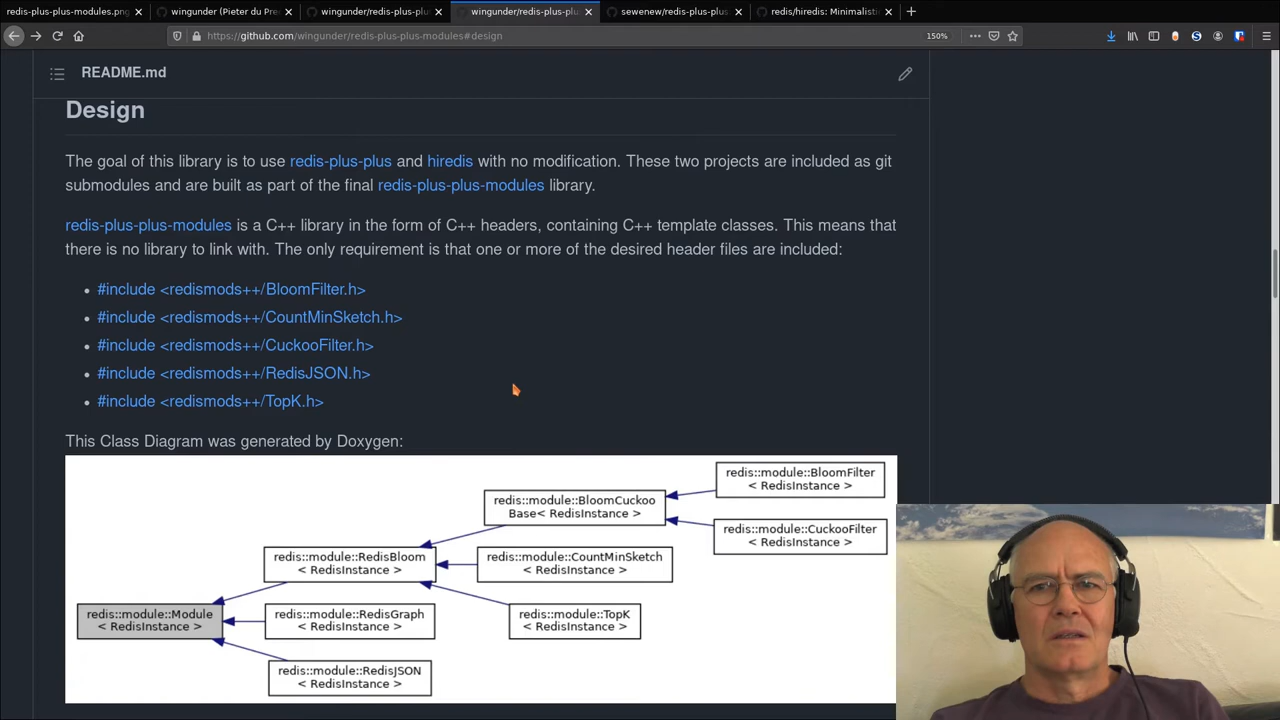 redis-plus-plus-modules.png
wingunder (Pieter du Pre
wingunder/redis-plus-plus
wingunder/redis-plus-plu
sewenew/redis-plus-plus
redis/hiredis: Minimalistic
https://github.com/wingunder/redis-plus-plus-modules#design
150%
README.md
Design
The goal of this library is to use redis-plus-plus and hiredis with no modification. These two projects are included as git
submodules and are built as part of the final redis-plus-plus-modules library.
redis-plus-plus-modules is a C++ library in the form of C++ headers, containing C++ template classes. This means that
there is no library to link with. The only requirement is that one or more of the desired header files are included:
#include <redismods++/BloomFilter.h>
#include <redismods++/CountMinSketch.h>
#include <redismods++/CuckooFilter.h>
#include <redismods++/RedisJSON.h>
#include <redismods++/TopK.h>
This Class Diagram was generated by Doxygen:
redis::module::BloomFilter
< RedisInstance >
redis::module::BloomCuckoo
Base< RedisInstance >
redis::module::CuckooFilter
< RedisInstance >
redis::module::RedisBloom
< RedisInstance >
redis::module::CountMinSketch
< RedisInstance >
redis::module::Module
< RedisInstance >
redis::module::RedisGraph
< RedisInstance >
redis::module::TopK
< RedisInstance >
redis::module::RedisJSON
< RedisInstance >